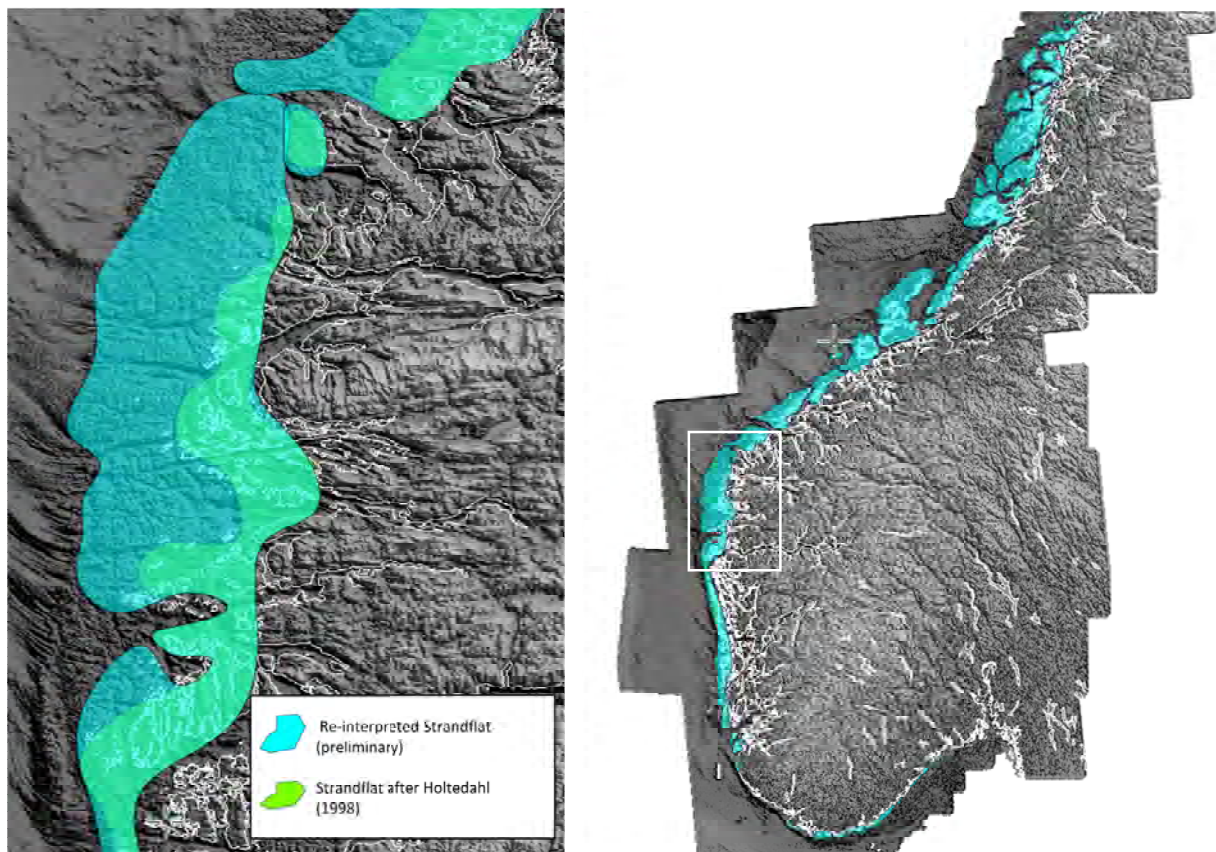 Re-interpreted Strandflat
(preliminary)
Strandflat after Holtedahl
(1998)